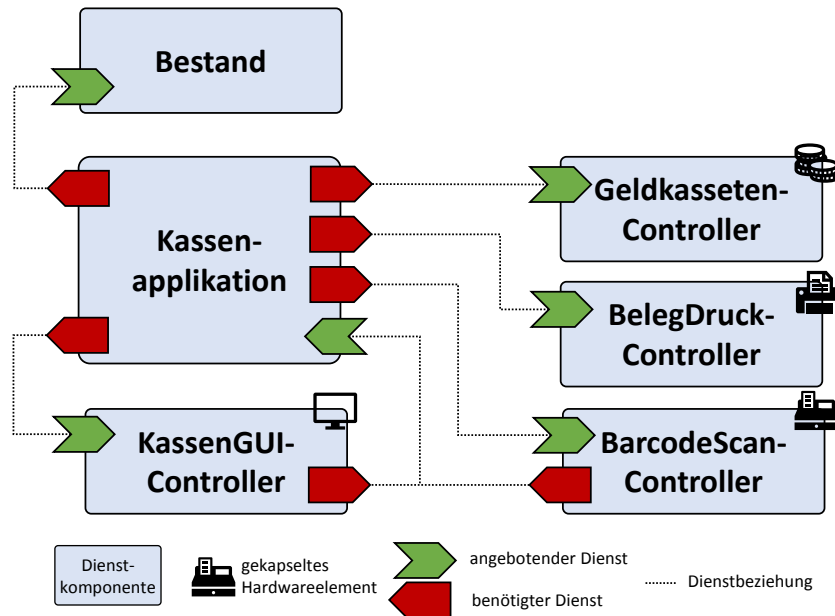 Bestand
Kassen-
applikation
Geldkasseten-
Controller
BelegDruck-
Controller
KassenGUI-
Controller
BarcodeScan-
Controller
Dienst-
komponente
gekapseltes
Hardwareelement
angebotender Dienst
benötigter Dienst
Dienstbeziehung